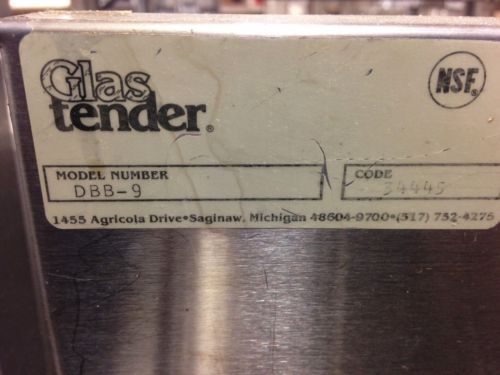 Glas
tender®
NSF®
MODEL NUMBER
DBB-9
CODE
34445
1455 Agricola Drive•Saginaw, Michigan 48604-9700•(517) 752-4275